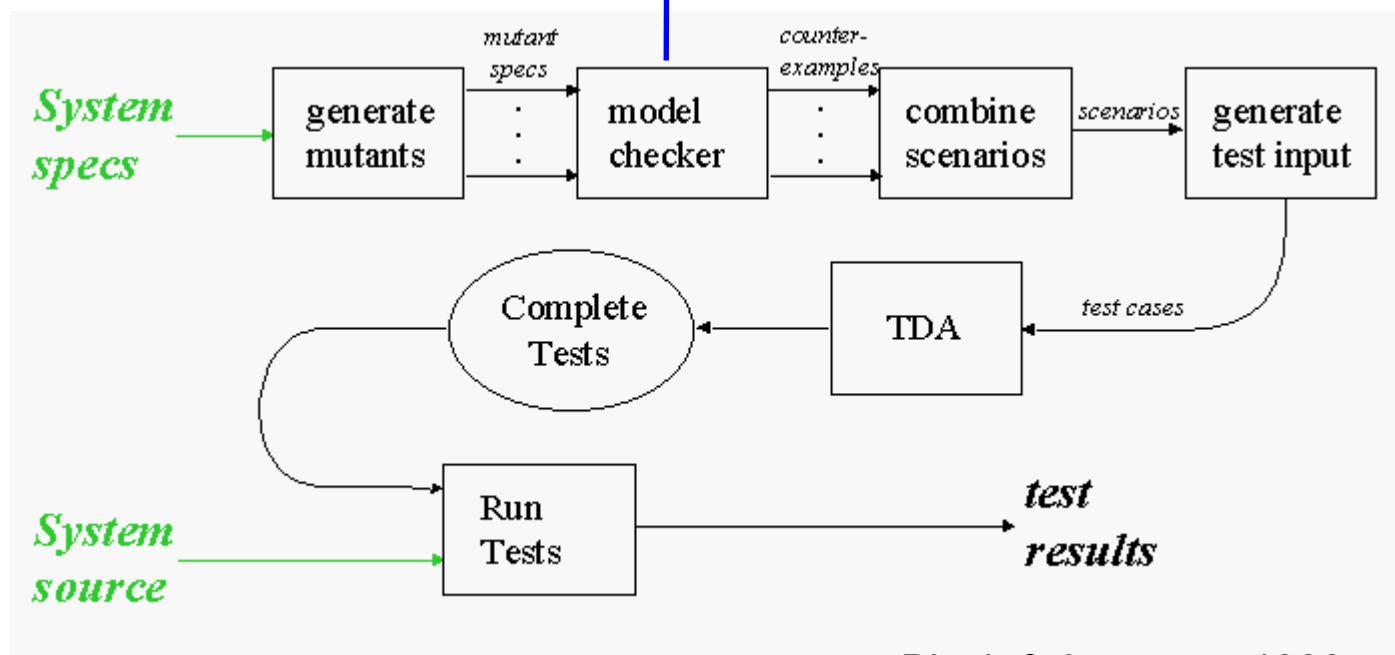 mutant
specs
counter-
examples
System
specs
generate
mutants
model
checker
combine
scenarios
scenarios
generate
test input
Complete
Tests
TDA
test cases
System
source
Run
Tests
test
results